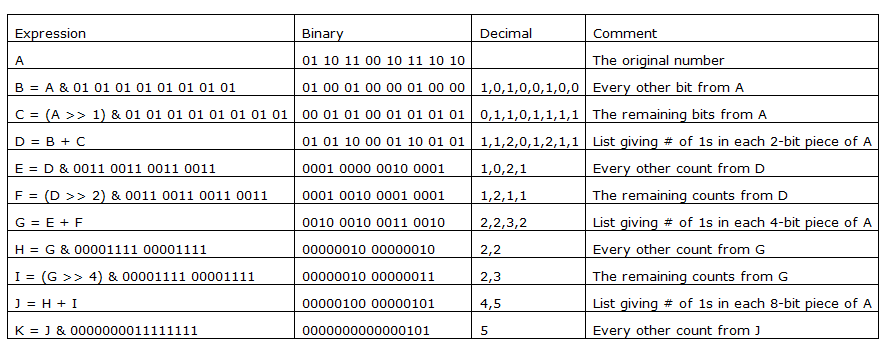 Expression Binary Decimal Comment
A 01 10 11 00 10 11 10 10 The original number
B = A & 01 01 01 01 01 01 01 01 01 00 01 00 00 01 00 00 1,0,1,0,0,1,0,0 Every other bit from A
C = (A >> 1) & 01 01 01 01 01 01 01 01 00 01 01 00 01 01 01 01 0,1,1,0,1,1,1,1 The remaining bits from A
D = B + C 01 01 10 00 01 10 01 01 1,1,2,0,1,2,1,1 List giving # of 1s in each 2-bit piece of A
E = D & 0011 0011 0011 0011 0001 0000 0010 0001 1,0,2,1 Every other count from D
F = (D >> 2) & 0011 0011 0011 0011 0001 0010 0001 0001 1,2,1,1 The remaining counts from D
G = E + F 0010 0010 0011 0010 2,2,3,2 List giving # of 1s in each 4-bit piece of A
H = G & 00001111 00001111 00000010 00000010 2,2 Every other count from G
I = (G >> 4) & 00001111 00001111 00000010 00000011 2,3 The remaining counts from G
J = H + I 00000100 00000101 4,5 List giving # of 1s in each 8-bit piece of A
K = J & 0000000011111111 0000000000000101 5 Every other count from J